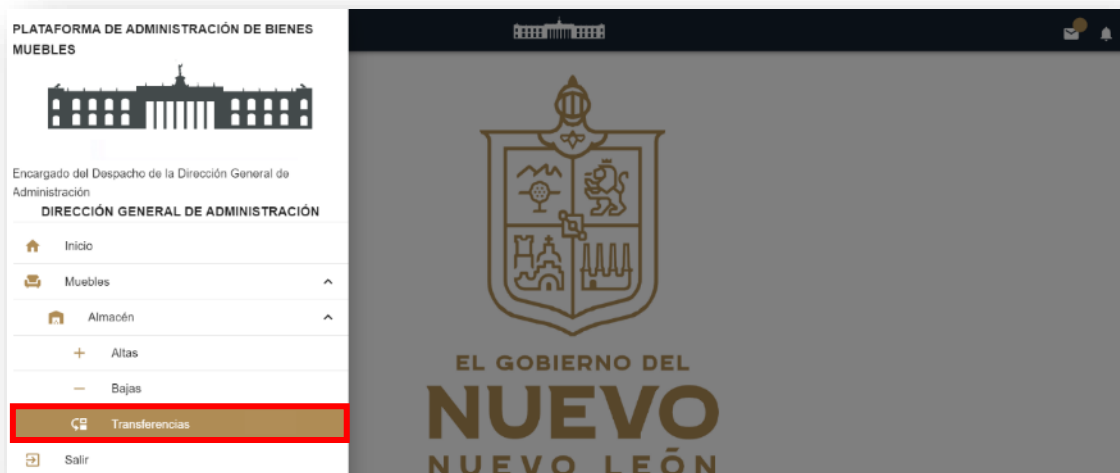 PLATAFORMA DE ADMINISTRACIÓN DE BIENES
MUEBLES
Encargado del Despacho de la Dirección General de
Administración
DIRECCIÓN GENERAL DE ADMINISTRACIÓN
Inicio
Muebles
Almacén
Altas
Bajas
Transferencias
Salir
EL GOBIERNO DEL
NUEVO
NUEVO LEÓN